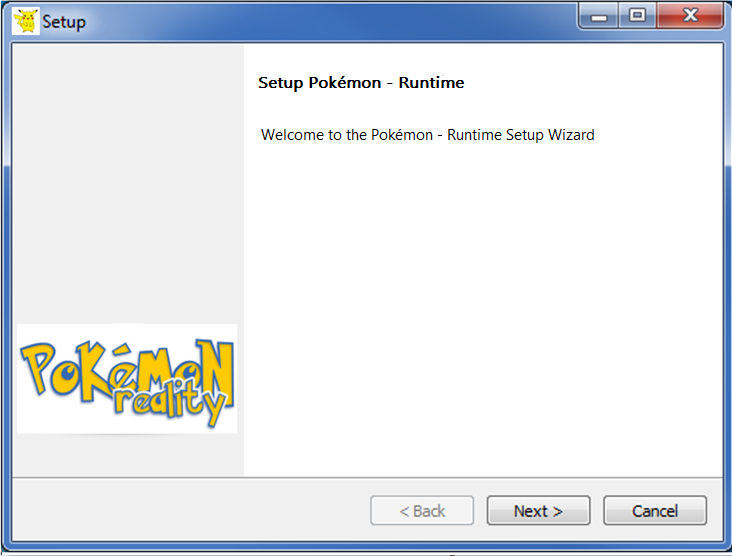 Setup
Setup Pokémon - Runtime
Welcome to the Pokémon - Runtime Setup Wizard
POKéMON
reality
< Back Next > Cancel